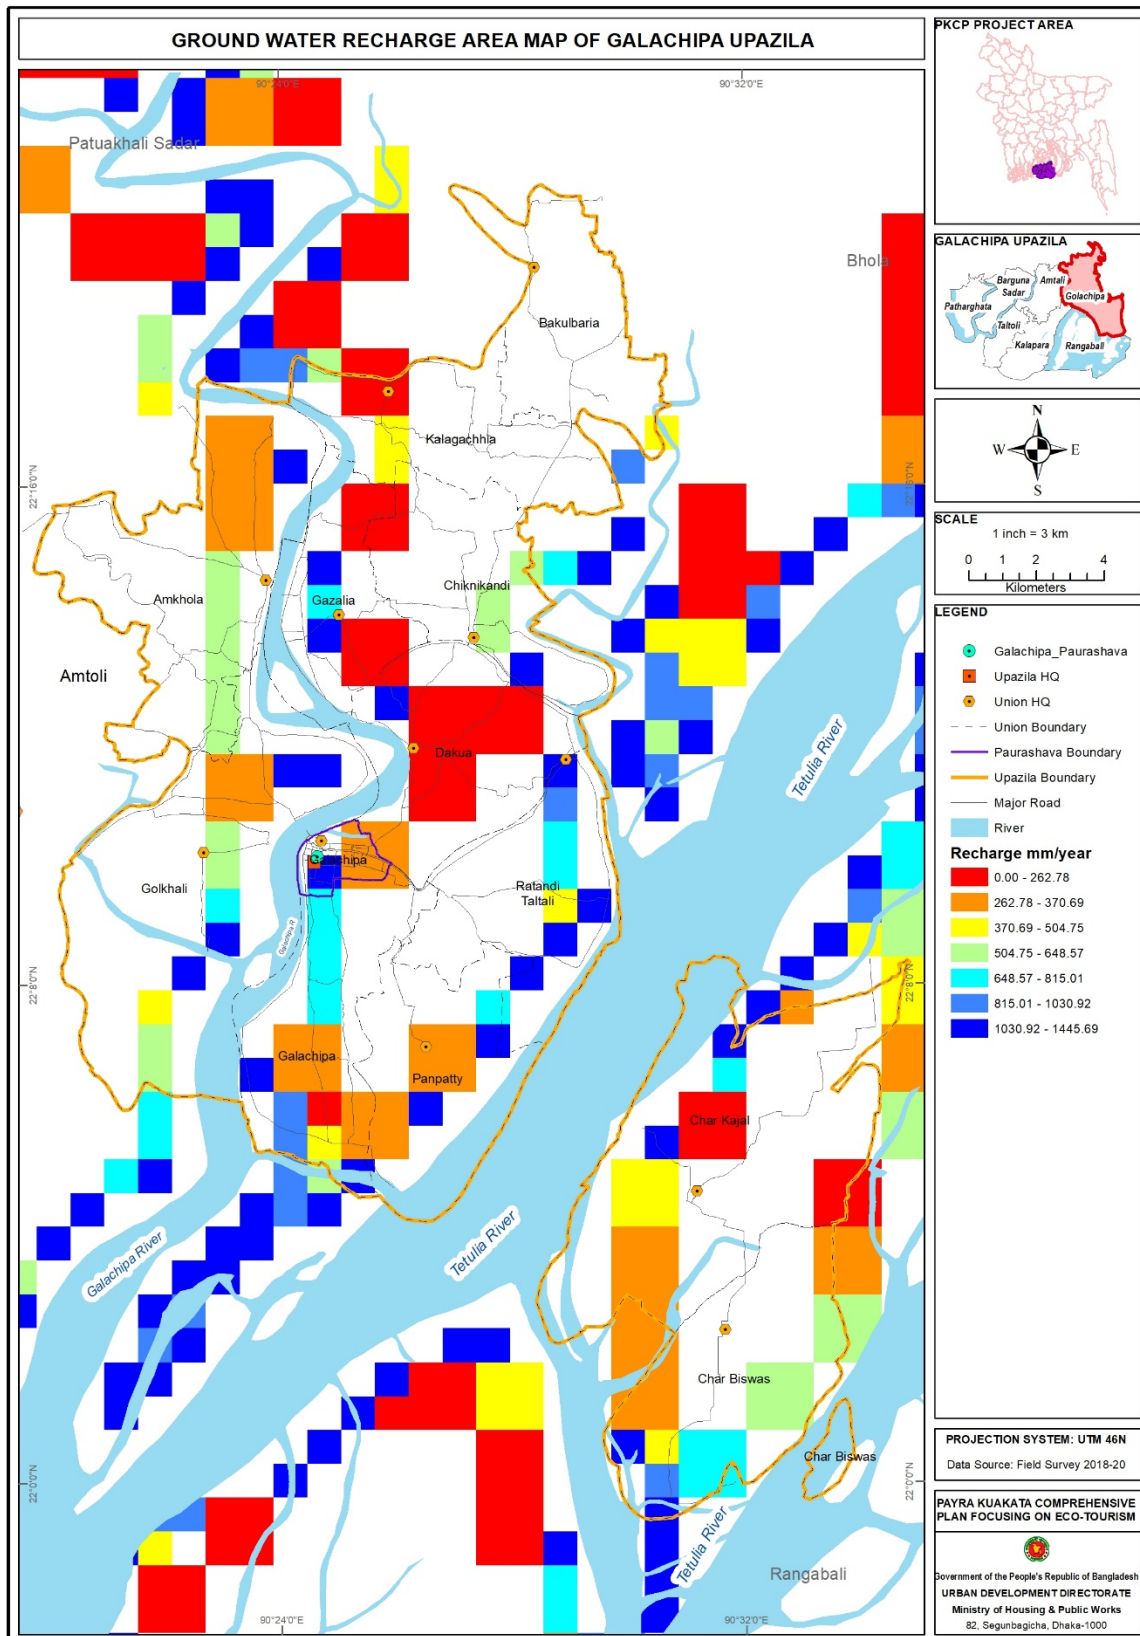 GROUND WATER RECHARGE AREA MAP OF GALACHIPA UPAZILA
90°24'0"E
90°32'0"E
Patuakhali Sadar
Bhola
Bakulbaria
Kalagachhia
22°16'0"N
22°16'0"N
Amkhola
Gazalia
Chiknikandi
Amtoli
Dakua
Tetulia River
Galachipa
Golkhali
Ratandi
Taltali
Galachipa R
22°8'0"N
22°8'0"N
Galachipa
Panpatty
Char Kajal
Galachipa River
Tetulia River
Char Biswas
Char Biswas
22°0'0"N
22°0'0"N
Tetulia River
Rangabali
90°24'0"E
90°32'0"E
PKCP PROJECT AREA
GALACHIPA UPAZILA
Barguna
Sadar
Amtali
Golachipa
Patharghata
Taltoli
Kalapara
Rangabali
N
W
E
S
SCALE
1 inch = 3 km
0 1 2 4
Kilometers
LEGEND
Galachipa_Paurashava
Upazila HQ
Union HQ
Union Boundary
Paurashava Boundary
Upazila Boundary
Major Road
River
Recharge mm/year
0.00 - 262.78
262.78 - 370.69
370.69 - 504.75
504.75 - 648.57
648.57 - 815.01
815.01 - 1030.92
1030.92 - 1445.69
PROJECTION SYSTEM: UTM 46N
Data Source: Field Survey 2018-20
PAYRA KUAKATA COMPREHENSIVE
PLAN FOCUSING ON ECO-TOURISM
Government of the People's Republic of Bangladesh
URBAN DEVELOPMENT DIRECTORATE
Ministry of Housing & Public Works
82, Segunbagicha, Dhaka-1000